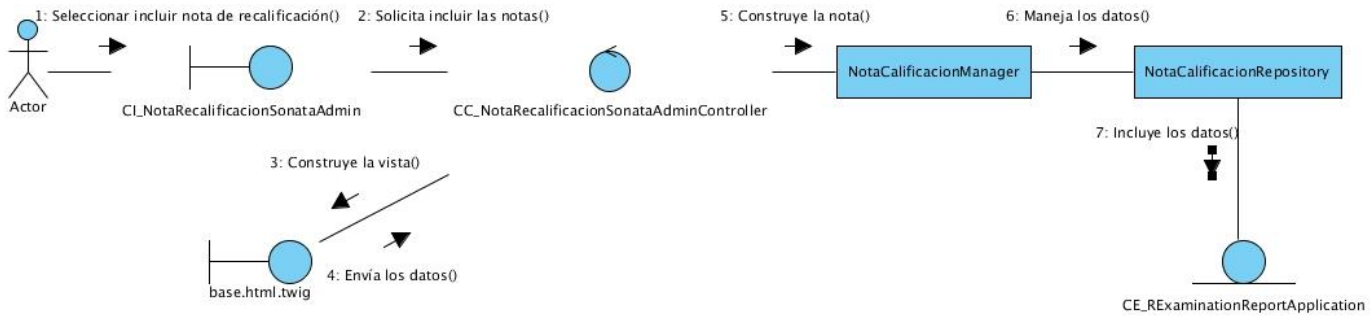 1: Seleccionar incluir nota de recalificación()
2: Solicita incluir las notas()
5: Construye la nota()
6: Maneja los datos()
NotaCalificacionManager
NotaCalificacionRepository
Actor
CI_NotaRecalificacionSonataAdmin
CC_NotaRecalificacionSonataAdminController
7: Incluye los datos()
3: Construye la vista()
4: Envía los datos()
base.html.twig
CE_RExaminationReportApplication